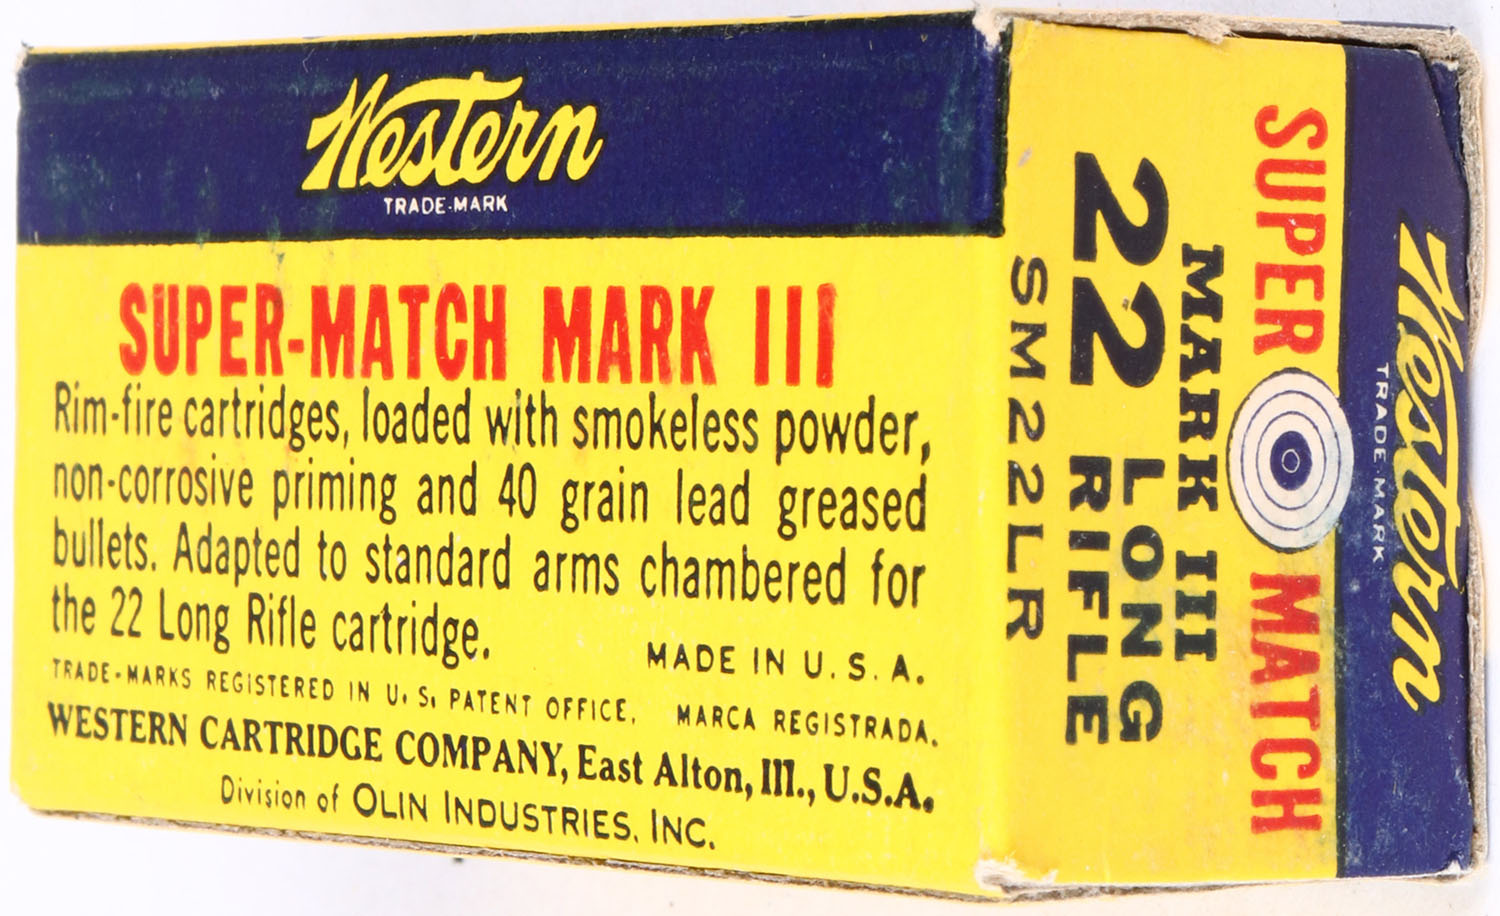 Western
TRADE-MARK
SUPER-MATCH MARK III
Rim-fire cartridges, loaded with smokeless powder,
non-corrosive priming and 40 grain lead greased
bullets. Adapted to standard arms chambered for
the 22 Long Rifle cartridge.
MADE IN U.S.A.
TRADE-MARKS REGISTERED IN U.S. PATENT OFFICE. MARCA REGISTRADA.
WESTERN CARTRIDGE COMPANY, East Alton, Ill., U.S.A.
Division of OLIN INDUSTRIES, INC.
Western
TRADE-MARK
SUPER MATCH
MARK III
22 LONG
RIFLE
SM22LR